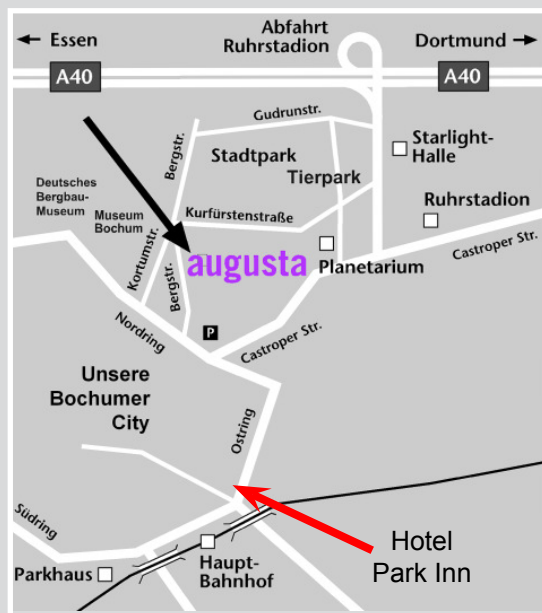 Abfahrt
Ruhrstadion
← Essen
Dortmund →
A40
A40
Gudrunstr.
Bergstr.
Stadtpark
Tierpark
Starlight-
Halle
Deutsches
Bergbau-
Museum
Museum
Bochum
Kurfürstenstraße
Ruhrstadion
Kortumstr.
Bergstr.
augusta
Planetarium
Castroper Str.
Nordring
P
Castroper Str.
Unsere
Bochumer
City
Ostring
Südring
Parkhaus
Haupt-
Bahnhof
Hotel
Park Inn